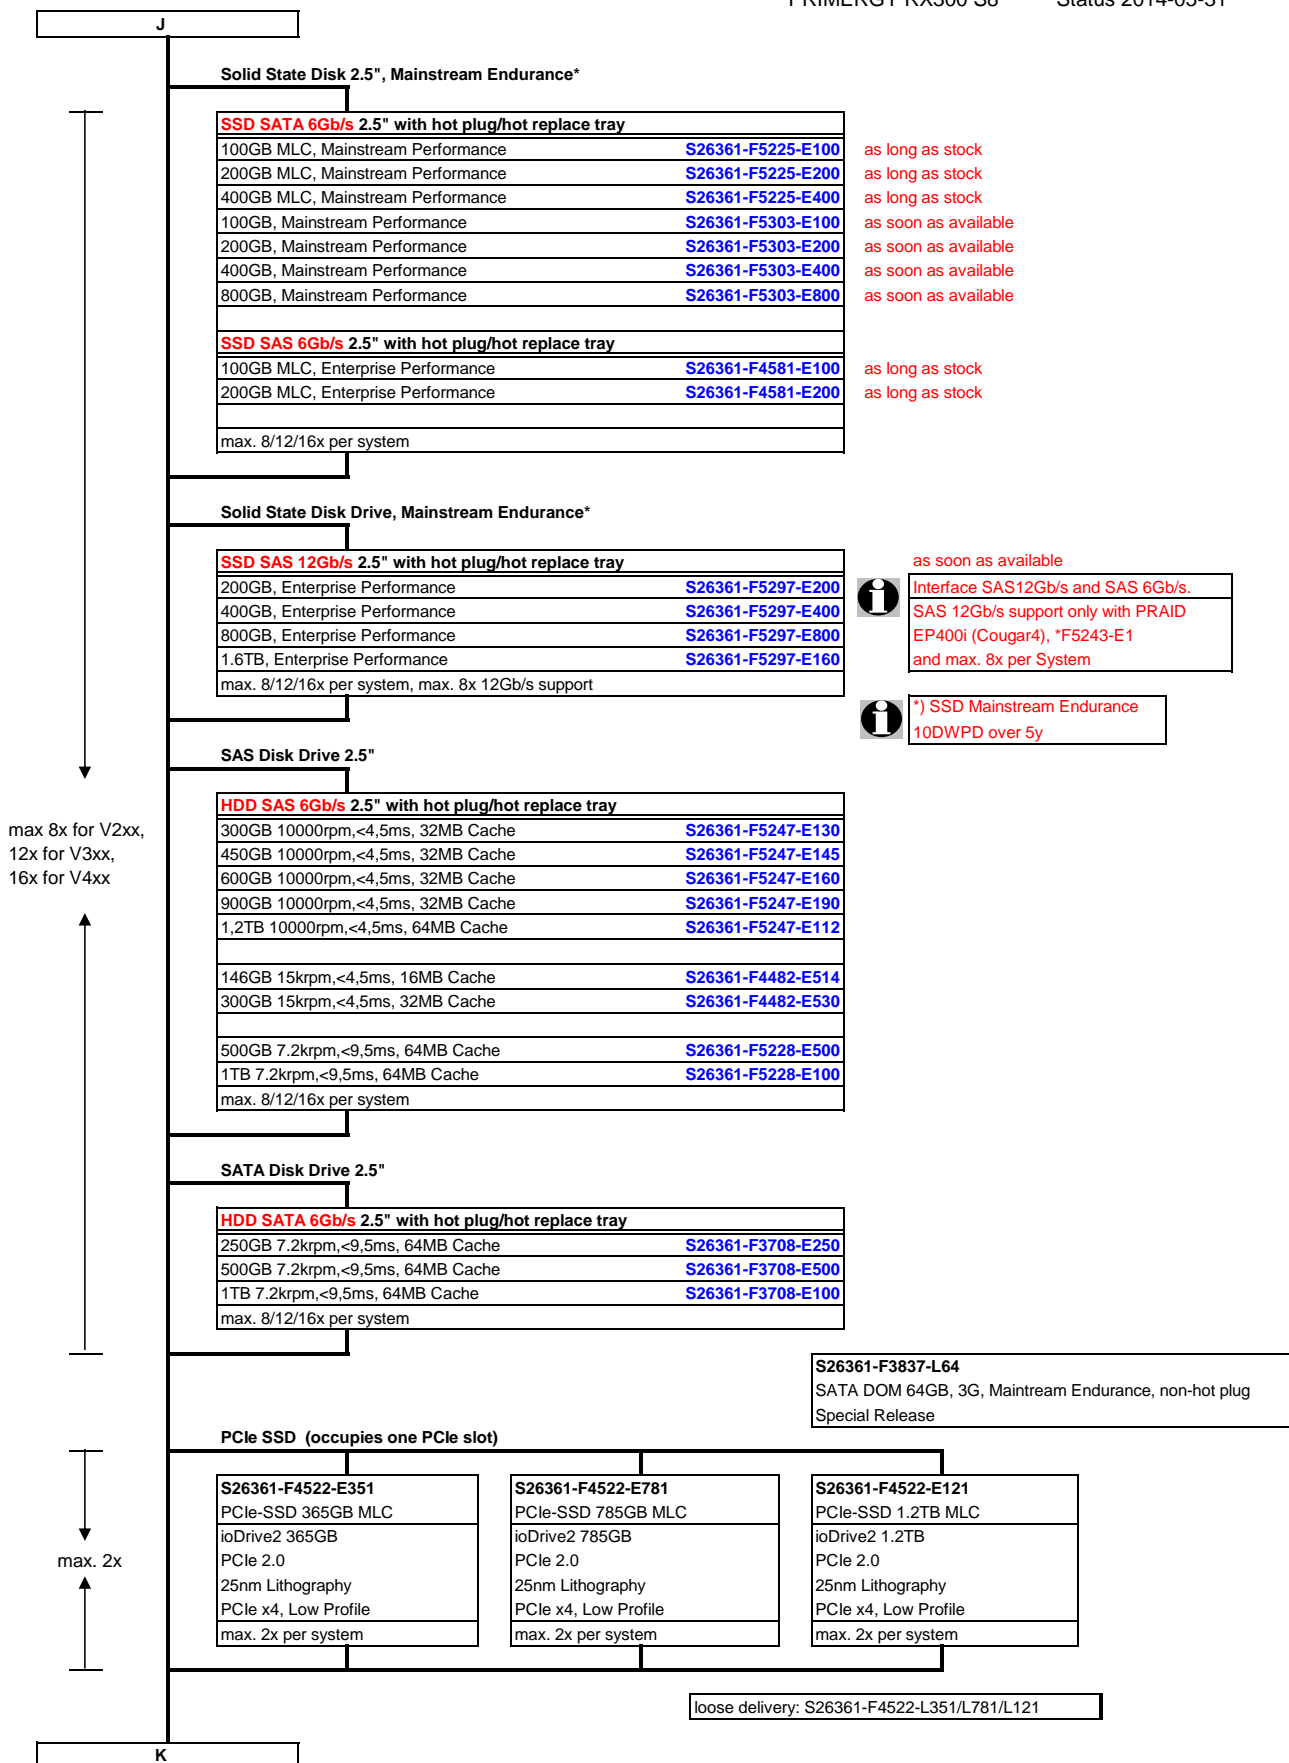 PRIMERGY RX300 S8 Status 2014-05-31
J
Solid State Disk 2.5", Mainstream Endurance*
SSD SATA 6Gb/s 2.5" with hot plug/hot replace tray
100GB MLC, Mainstream Performance S26361-F5225-E100 as long as stock
200GB MLC, Mainstream Performance S26361-F5225-E200 as long as stock
400GB MLC, Mainstream Performance S26361-F5225-E400 as long as stock
100GB, Mainstream Performance S26361-F5303-E100 as soon as available
200GB, Mainstream Performance S26361-F5303-E200 as soon as available
400GB, Mainstream Performance S26361-F5303-E400 as soon as available
800GB, Mainstream Performance S26361-F5303-E800 as soon as available
SSD SAS 6Gb/s 2.5" with hot plug/hot replace tray
100GB MLC, Enterprise Performance S26361-F4581-E100 as long as stock
200GB MLC, Enterprise Performance S26361-F4581-E200 as long as stock
max. 8/12/16x per system
Solid State Disk Drive, Mainstream Endurance*
SSD SAS 12Gb/s 2.5" with hot plug/hot replace tray
200GB, Enterprise Performance S26361-F5297-E200
400GB, Enterprise Performance S26361-F5297-E400
800GB, Enterprise Performance S26361-F5297-E800
1.6TB, Enterprise Performance S26361-F5297-E160
max. 8/12/16x per system, max. 8x 12Gb/s support
as soon as available
Interface SAS12Gb/s and SAS 6Gb/s.
SAS 12Gb/s support only with PRAID
EP400i (Cougar4), *F5243-E1
and max. 8x per System
*) SSD Mainstream Endurance
10DWPD over 5y
SAS Disk Drive 2.5"
HDD SAS 6Gb/s 2.5" with hot plug/hot replace tray
300GB 10000rpm,<4,5ms, 32MB Cache S26361-F5247-E130
450GB 10000rpm,<4,5ms, 32MB Cache S26361-F5247-E145
600GB 10000rpm,<4,5ms, 32MB Cache S26361-F5247-E160
900GB 10000rpm,<4,5ms, 32MB Cache S26361-F5247-E190
1,2TB 10000rpm,<4,5ms, 64MB Cache S26361-F5247-E112
146GB 15krpm,<4,5ms, 16MB Cache S26361-F4482-E514
300GB 15krpm,<4,5ms, 32MB Cache S26361-F4482-E530
500GB 7.2krpm,<9,5ms, 64MB Cache S26361-F5228-E500
1TB 7.2krpm,<9,5ms, 64MB Cache S26361-F5228-E100
max. 8/12/16x per system
max 8x for V2xx,
12x for V3xx,
16x for V4xx
SATA Disk Drive 2.5"
HDD SATA 6Gb/s 2.5" with hot plug/hot replace tray
250GB 7.2krpm,<9,5ms, 64MB Cache S26361-F3708-E250
500GB 7.2krpm,<9,5ms, 64MB Cache S26361-F3708-E500
1TB 7.2krpm,<9,5ms, 64MB Cache S26361-F3708-E100
max. 8/12/16x per system
S26361-F3837-L64
SATA DOM 64GB, 3G, Maintream Endurance, non-hot plug
Special Release
PCIe SSD (occupies one PCIe slot)
max. 2x
S26361-F4522-E351
PCIe-SSD 365GB MLC
ioDrive2 365GB
PCIe 2.0
25nm Lithography
PCIe x4, Low Profile
max. 2x per system
S26361-F4522-E781
PCIe-SSD 785GB MLC
ioDrive2 785GB
PCIe 2.0
25nm Lithography
PCIe x4, Low Profile
max. 2x per system
S26361-F4522-E121
PCIe-SSD 1.2TB MLC
ioDrive2 1.2TB
PCIe 2.0
25nm Lithography
PCIe x4, Low Profile
max. 2x per system
loose delivery: S26361-F4522-L351/L781/L121
K